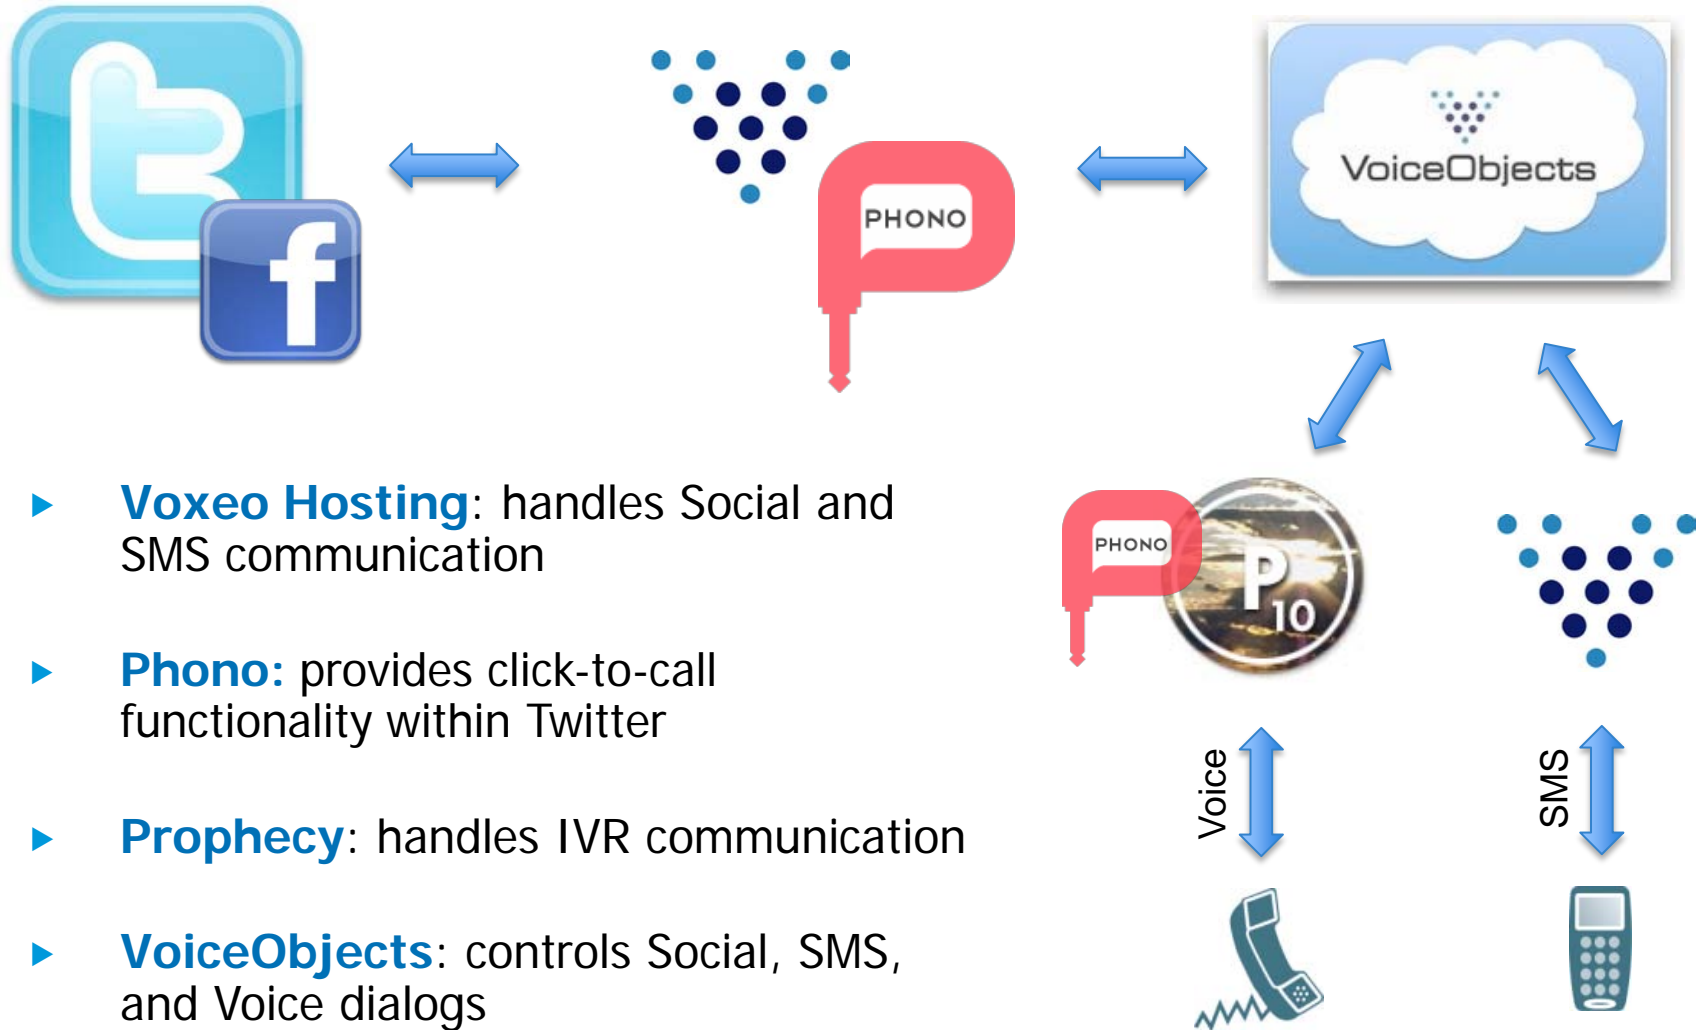 PHONO
VoiceObjects
▶ Voxeo Hosting: handles Social and
SMS communication
▶ Phono: provides click-to-call
functionality within Twitter
▶ Prophecy: handles IVR communication
▶ VoiceObjects: controls Social, SMS,
and Voice dialogs
PHONO
P10
Voice
SMS